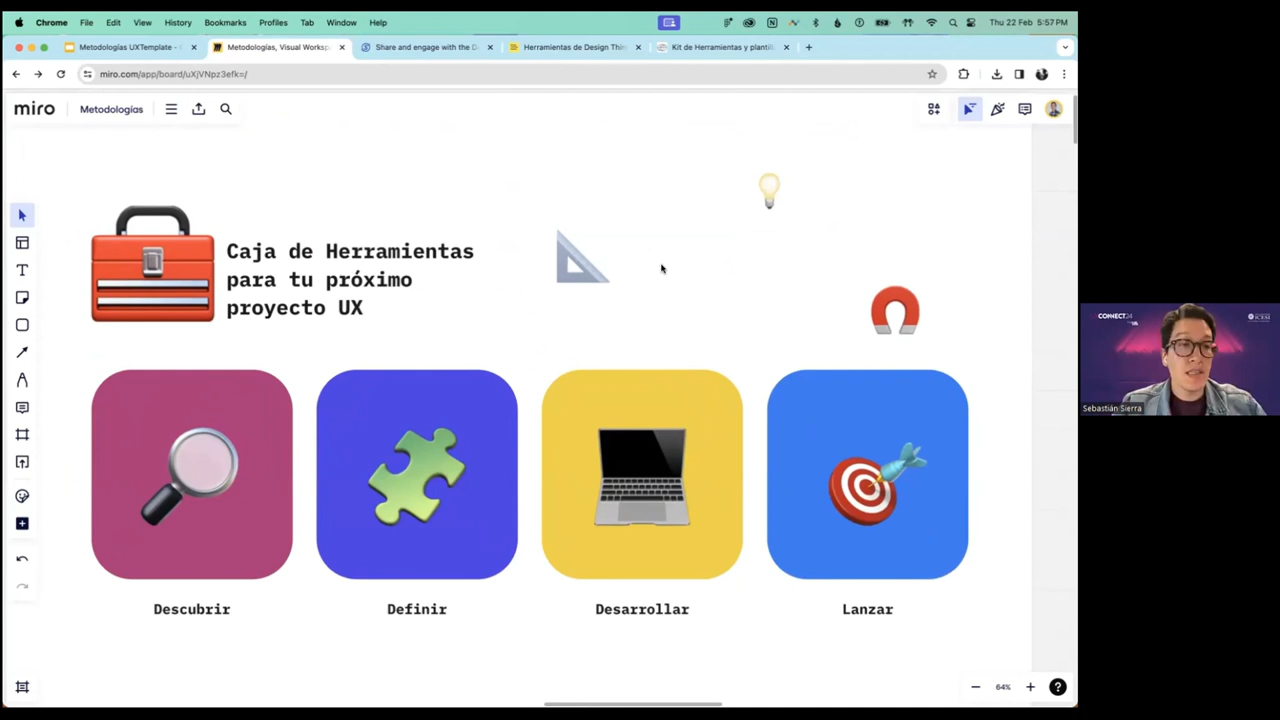 Chrome File Edit View History Bookmarks Profiles Tab Window Help
Thu 22 Feb 5:57 PM
Metodologías UXTemplate -
Metodologías, Visual Worksp
Share and engage with the D
Herramientas de Design Thin
Kit de Herramientas y plantil
miro.com/app/board/uXjVNpz3efk=/
miro
Metodologías
Caja de Herramientas
para tu próximo
proyecto UX
Descubrir
Definir
Desarrollar
Lanzar
64%
Sebastián Sierra